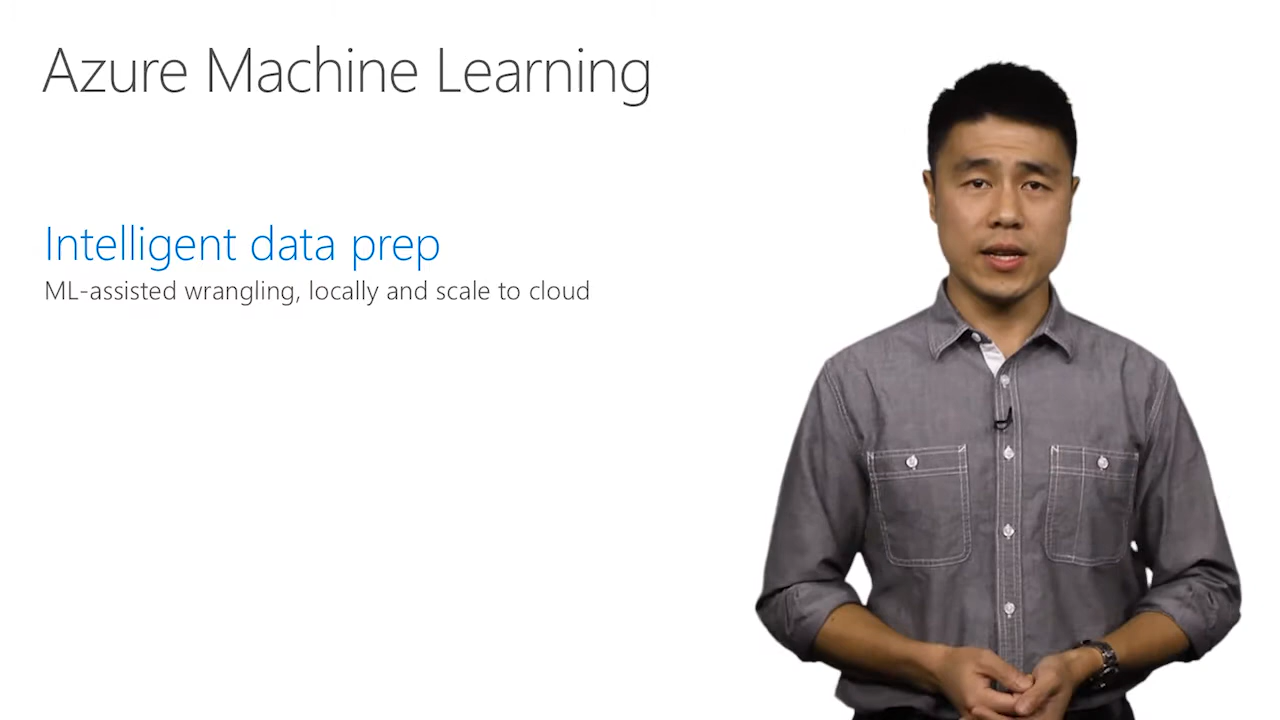 Azure Machine Learning
Intelligent data prep
ML-assisted wrangling, locally and scale to cloud